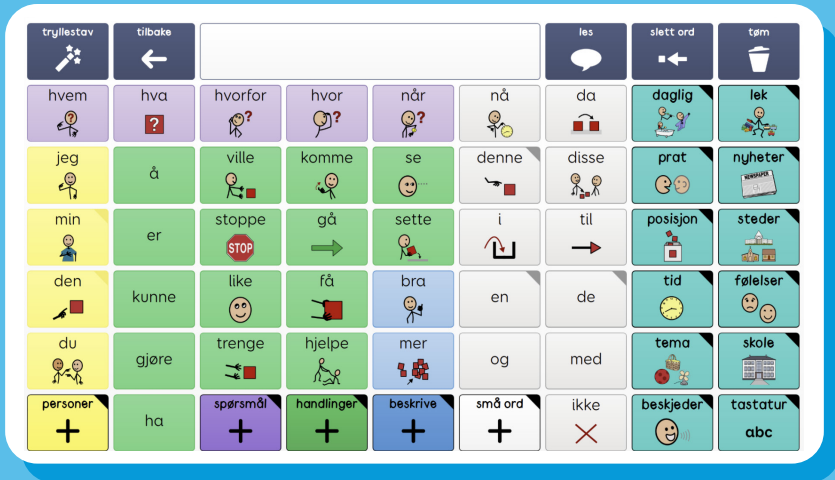 tryllestav tilbake les slett ord tøm
hvem hva hvorfor hvor når nå da daglig lek
? ? ? ? ?
jeg å ville komme se denne disse prat nyheter
NEWSPAPER
min er stoppe gå sette i til posisjon steder
STOP
den kunne like få bra en de tid følelser
du gjøre trenge hjelpe mer og med tema skole
personer ha spørsmål handlinger beskrive små ord ikke beskjeder tastatur
+ + + + + abc